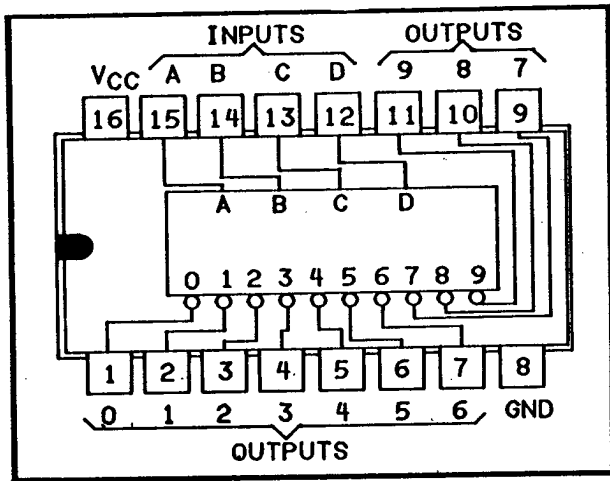 INPUTS OUTPUTS
VCC A B C D 9 8 7
16 15 14 13 12 11 10 9
A B C D
0 1 2 3 4 5 6 7 8 9
1 2 3 4 5 6 7 8
0 1 2 3 4 5 6 GND
OUTPUTS